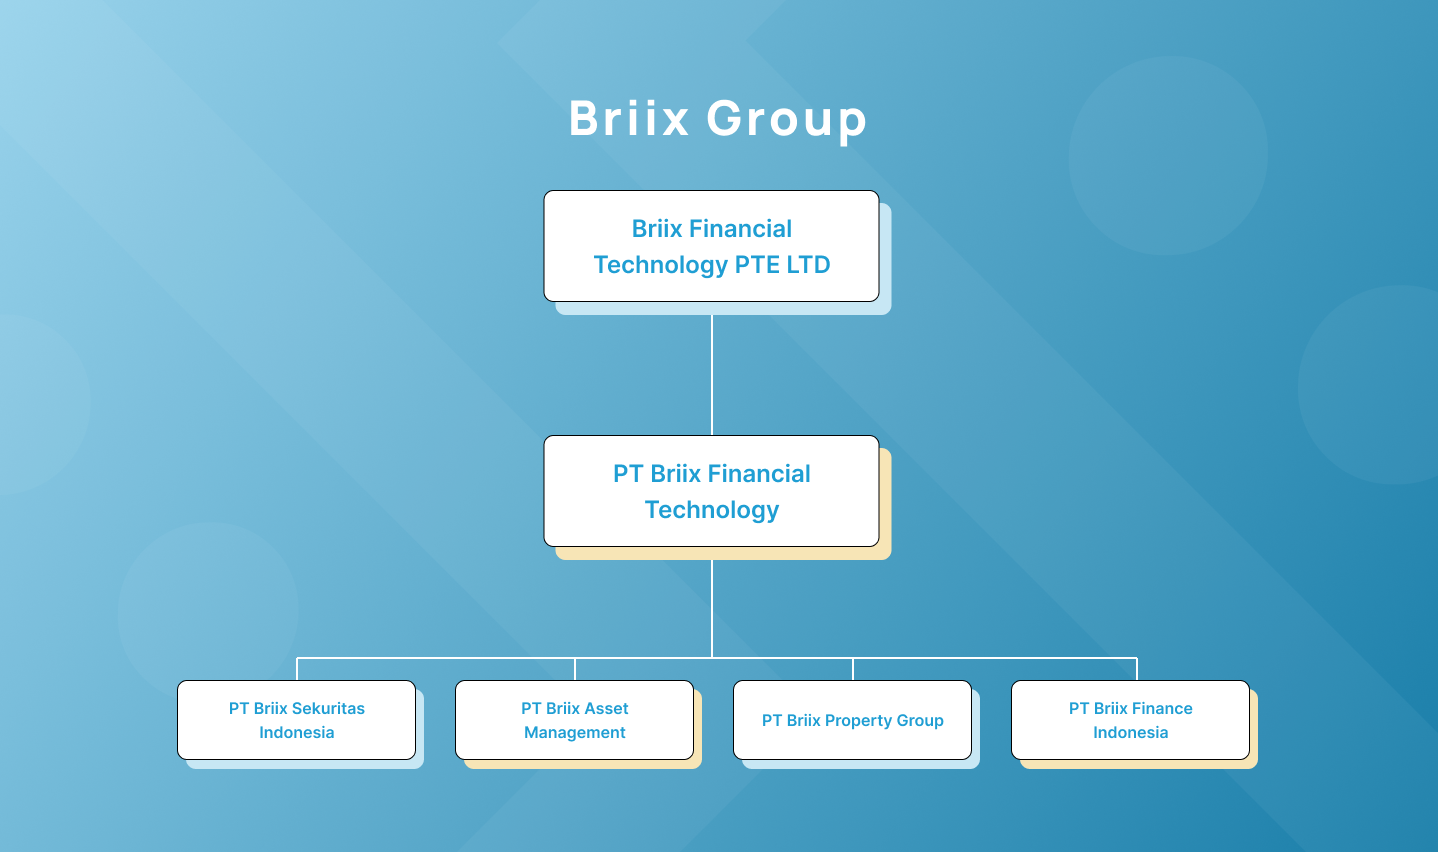 Briix Group
Briix Financial
Technology PTE LTD
PT Briix Financial
Technology
PT Briix Sekuritas
Indonesia
PT Briix Asset
Management
PT Briix Property Group
PT Briix Finance
Indonesia